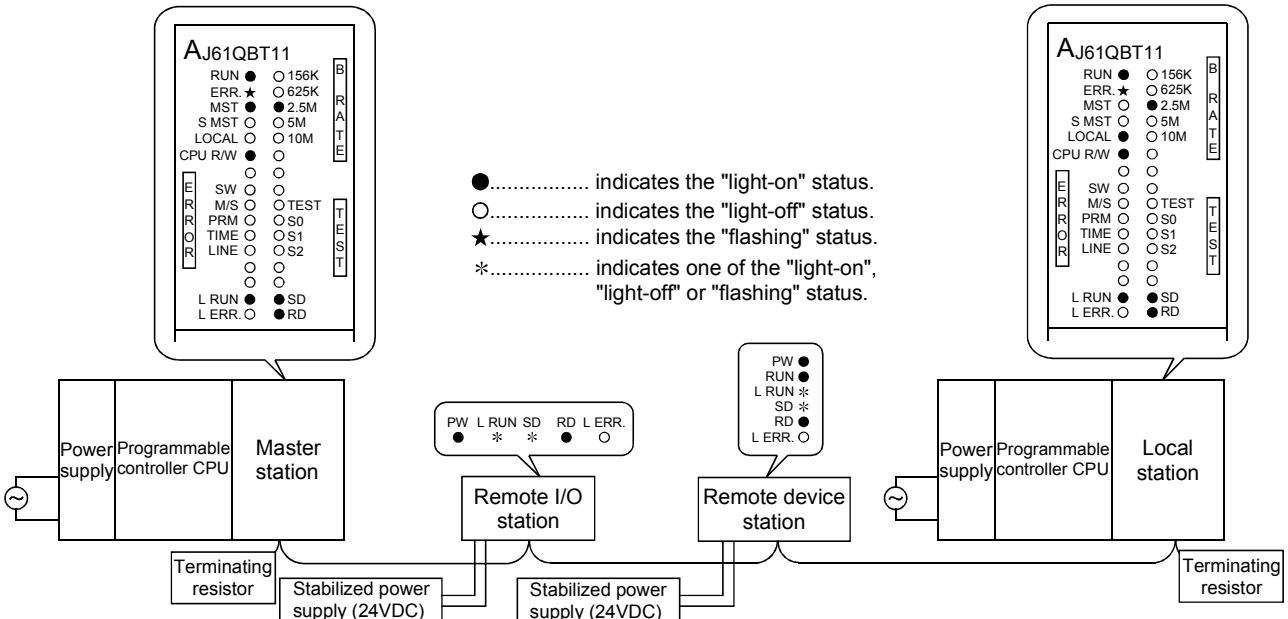 AJ61QBT11
RUN ● ○ 156K
ERR. ★ ○ 625K
MST ● ● 2.5M
S MST ○ ○ 5M
LOCAL ○ ○ 10M
CPU R/W ● ○
○ ○
SW ○ ○
M/S ○ ○ TEST
PRM ○ ○ S0
TIME ○ ○ S1
LINE ○ ○ S2
○ ○
○ ○
L RUN ● ● SD
L ERR. ○ ● RD
B RATE
ERROR
TEST
●.................. indicates the "light-on" status.
○.................. indicates the "light-off" status.
★.................. indicates the "flashing" status.
✳.................. indicates one of the "light-on",
"light-off" or "flashing" status.
AJ61QBT11
RUN ● ○ 156K
ERR. ★ ○ 625K
MST ○ ● 2.5M
S MST ○ ○ 5M
LOCAL ● ○ 10M
CPU R/W ● ○
○ ○
SW ○ ○
M/S ○ ○ TEST
PRM ○ ○ S0
TIME ○ ○ S1
LINE ○ ○ S2
○ ○
○ ○
L RUN ● ● SD
L ERR. ○ ● RD
B RATE
ERROR
TEST
PW L RUN SD RD L ERR.
● ✳ ✳ ● ○
PW ●
RUN ●
L RUN ✳
SD ✳
RD ●
L ERR. ○
Power
supply
Programmable
controller CPU
Master
station
Remote I/O
station
Remote device
station
Power
supply
Programmable
controller CPU
Local
station
~
~
Terminating
resistor
Stabilized power
supply (24VDC)
Stabilized power
supply (24VDC)
Terminating
resistor